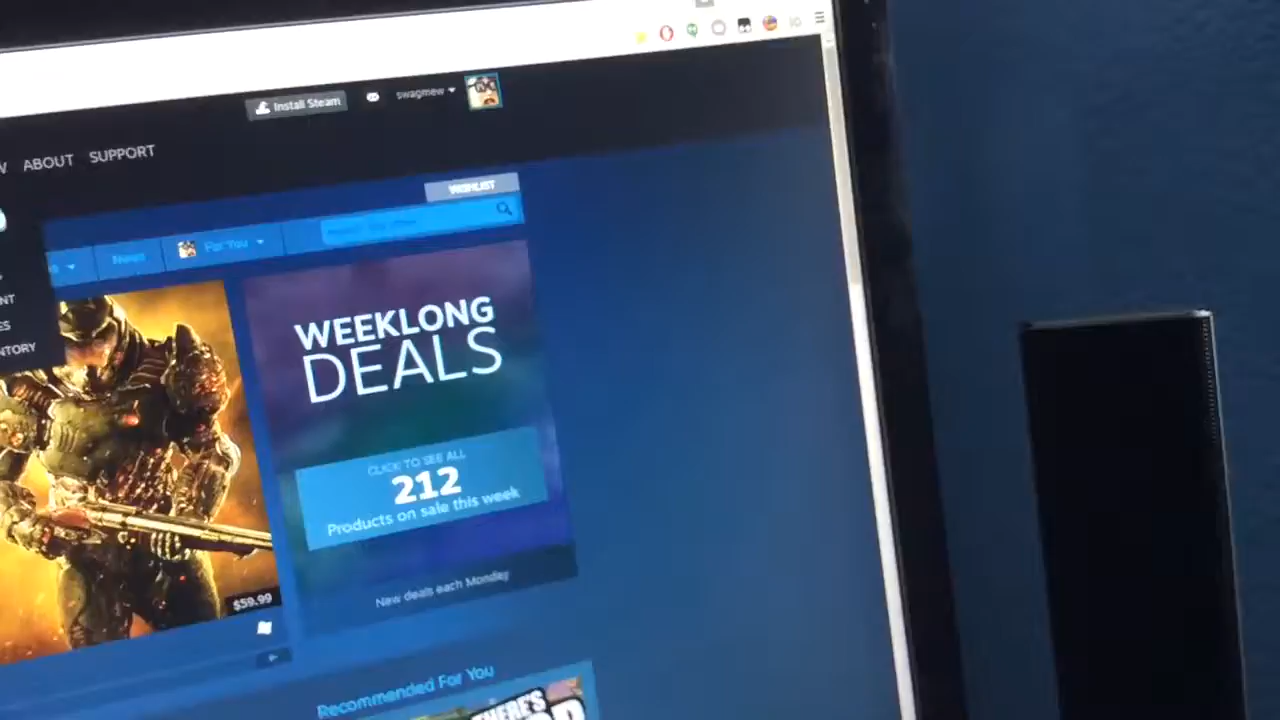 Install Steam
swagmew
ABOUT SUPPORT
WISHLIST
News
For You
WEEKLONG
DEALS
CLICK TO SEE ALL
212
Products on sale this week
New deals each Monday
$59.99
Recommended For You
THERE'S